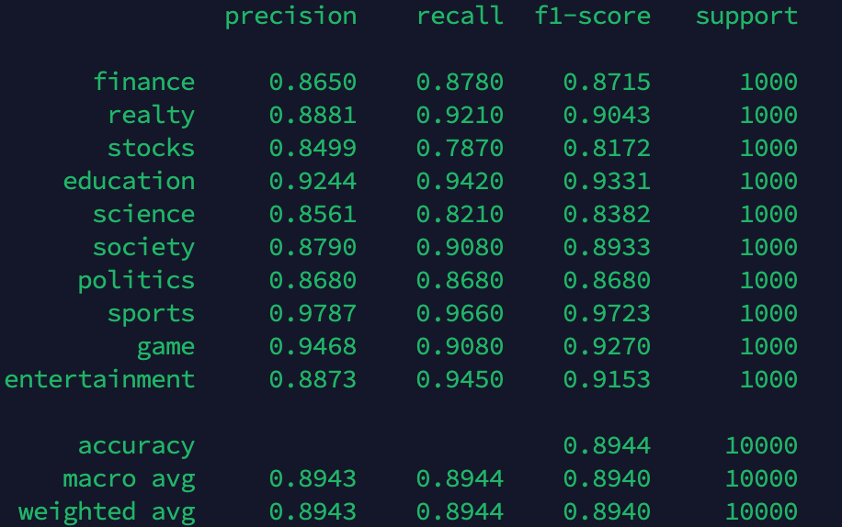 precision recall f1-score support
finance 0.8650 0.8780 0.8715 1000
realty 0.8881 0.9210 0.9043 1000
stocks 0.8499 0.7870 0.8172 1000
education 0.9244 0.9420 0.9331 1000
science 0.8561 0.8210 0.8382 1000
society 0.8790 0.9080 0.8933 1000
politics 0.8680 0.8680 0.8680 1000
sports 0.9787 0.9660 0.9723 1000
game 0.9468 0.9080 0.9270 1000
entertainment 0.8873 0.9450 0.9153 1000
accuracy 0.8944 10000
macro avg 0.8943 0.8944 0.8940 10000
weighted avg 0.8943 0.8944 0.8940 10000